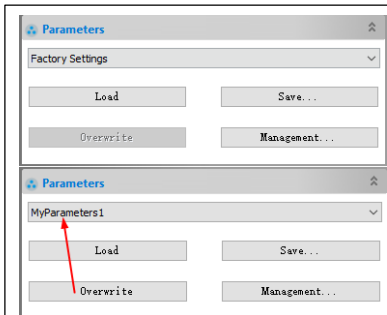 Parameters
Factory Settings
Load Save...
Overwrite Management...
Parameters
MyParameters1
Load Save...
Overwrite Management...